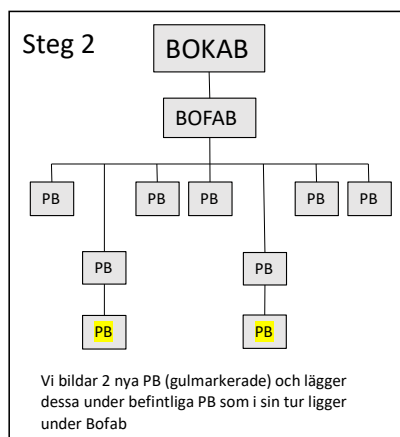 Steg 2
BOKAB
BOFAB
PB PB PB PB PB
PB PB
PB PB
Vi bildar 2 nya PB (gulmarkerade) och lägger
dessa under befintliga PB som i sin tur ligger
under Bofab